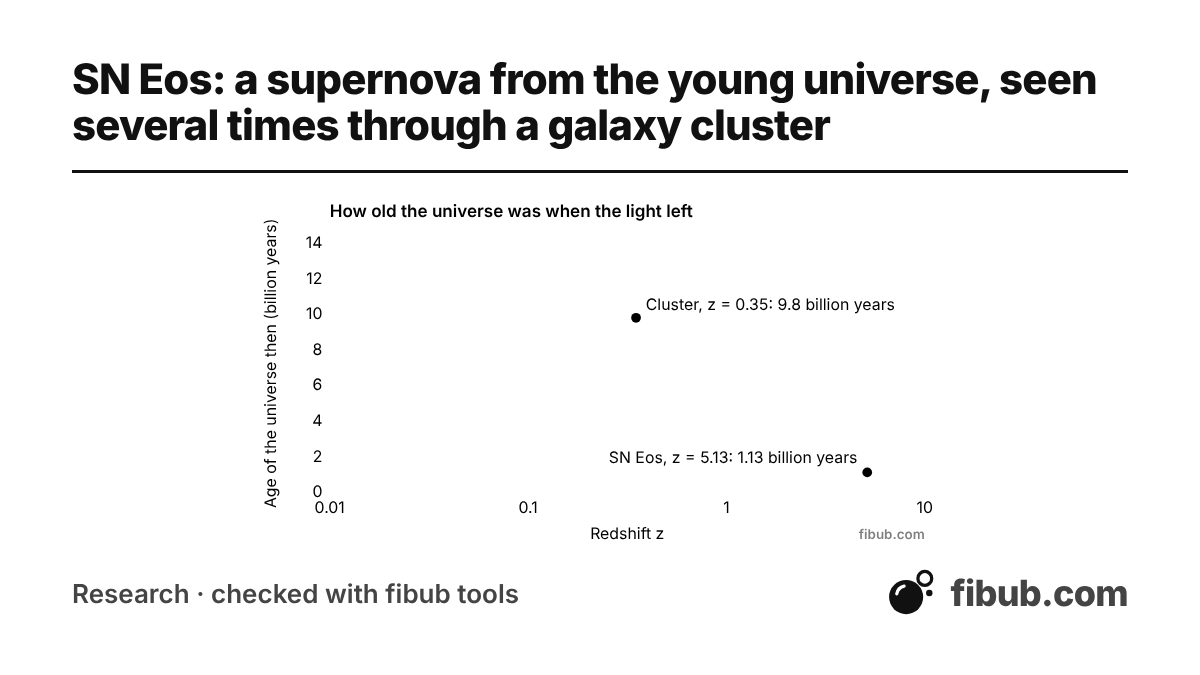 SN Eos: a supernova from the young universe, seen
several times through a galaxy cluster
How old the universe was when the light left
Age of the universe then (billion years)
14
12
10
8
6
4
2
0
Cluster, z = 0.35: 9.8 billion years
SN Eos, z = 5.13: 1.13 billion years
0.01 0.1 1 10
Redshift z
fibub.com
Research · checked with fibub tools
fibub.com